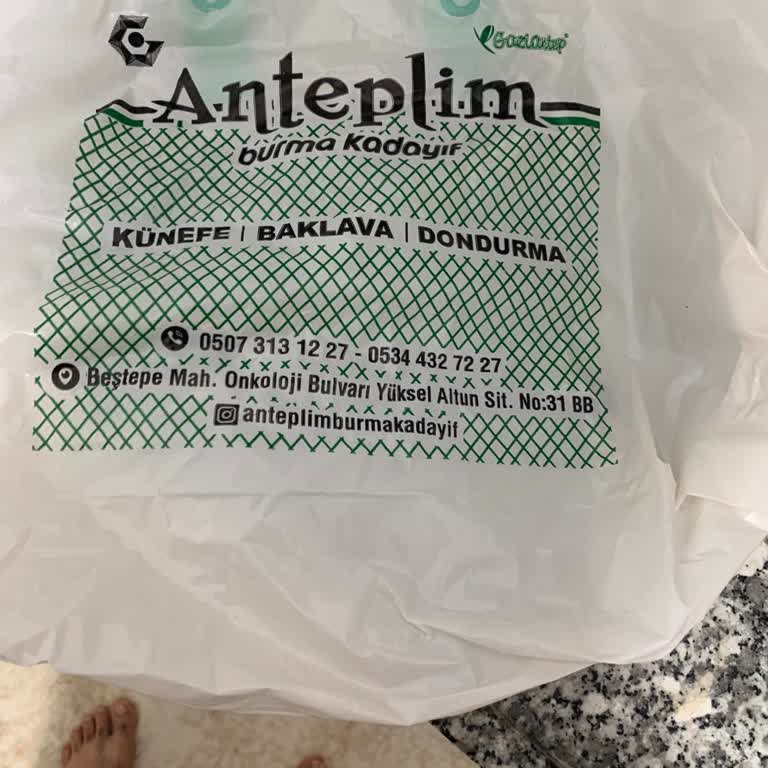 Gaziantep
Anteplim
burma kadayıf
KÜNEFE | BAKLAVA | DONDURMA
0507 313 12 27 - 0534 432 72 27
Beştepe Mah. Onkoloji Bulvarı Yüksel Altun Sit. No:31 BB
anteplimburmakadayif